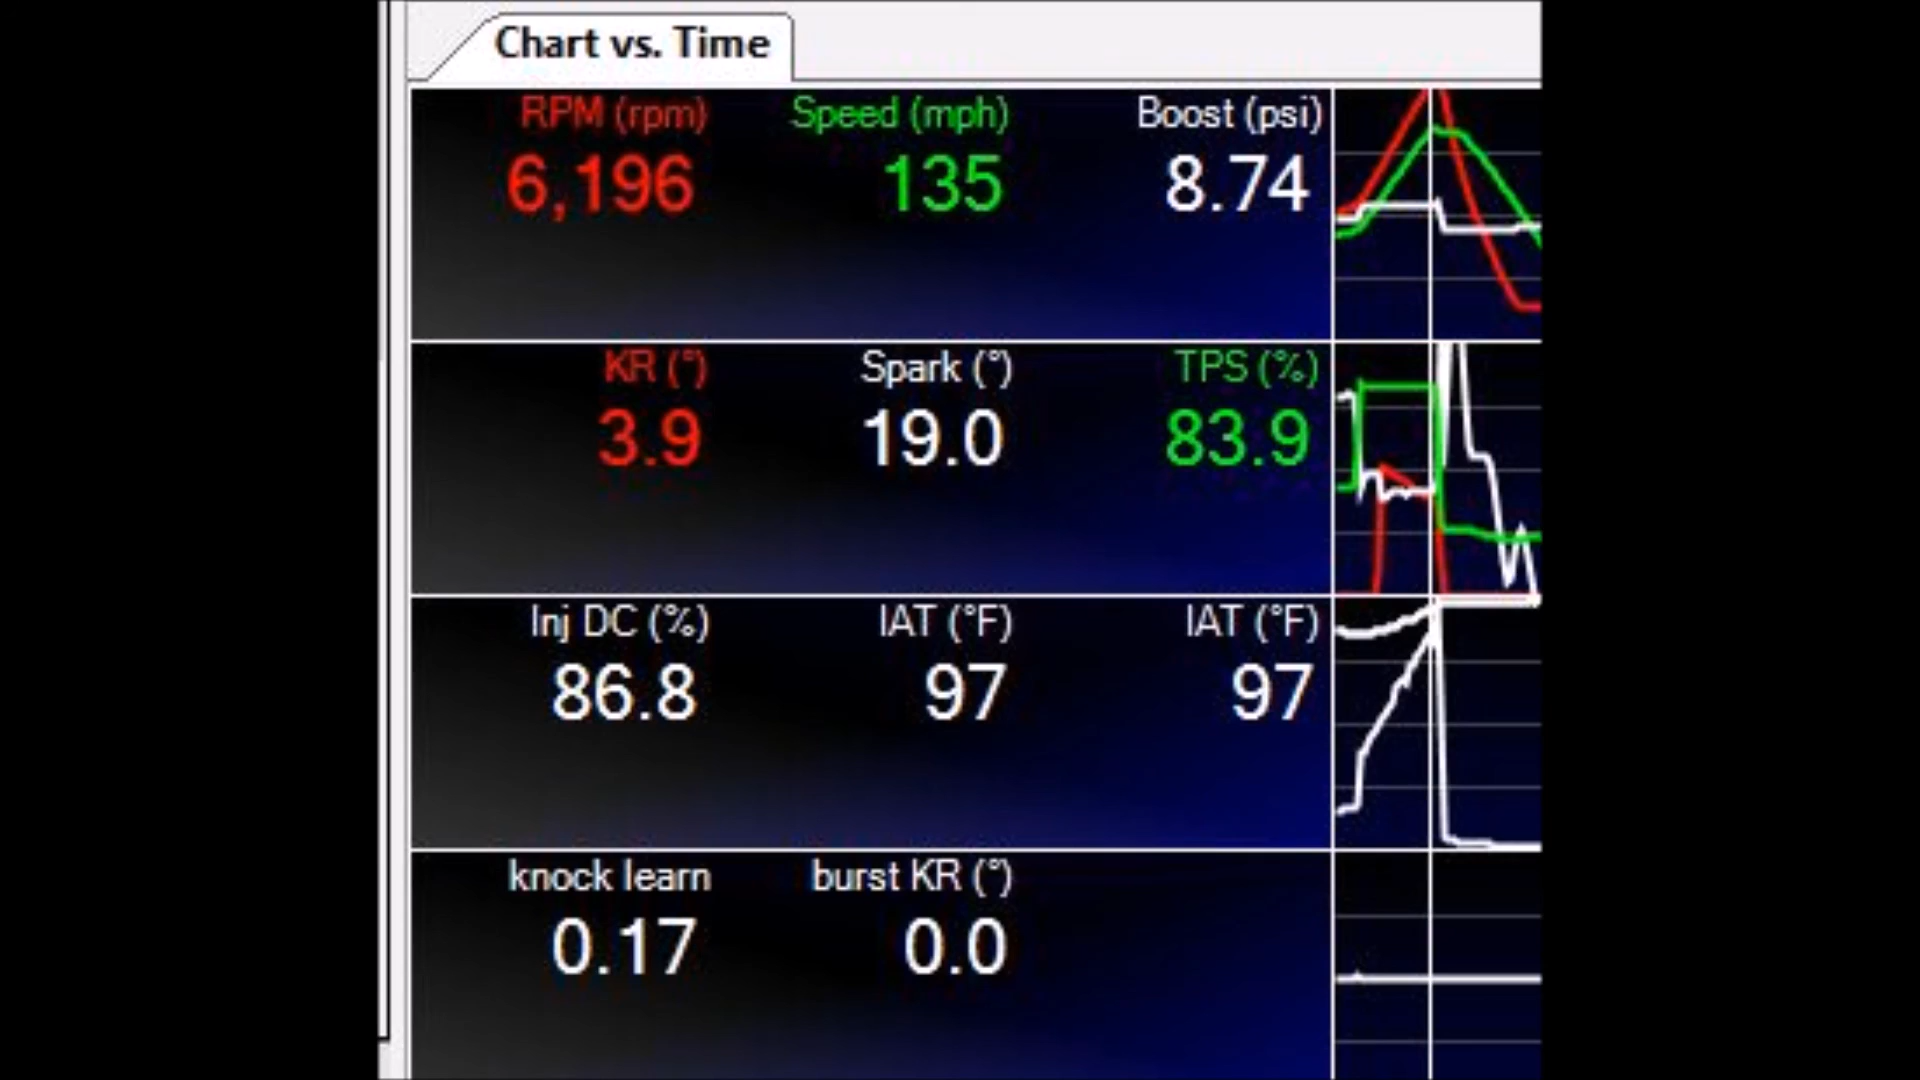 Chart vs. Time
RPM (rpm) Speed (mph) Boost (psi)
6,196 135 8.74
KR (°) Spark (°) TPS (%)
3.9 19.0 83.9
Inj DC (%) IAT (°F) IAT (°F)
86.8 97 97
knock learn burst KR (°)
0.17 0.0